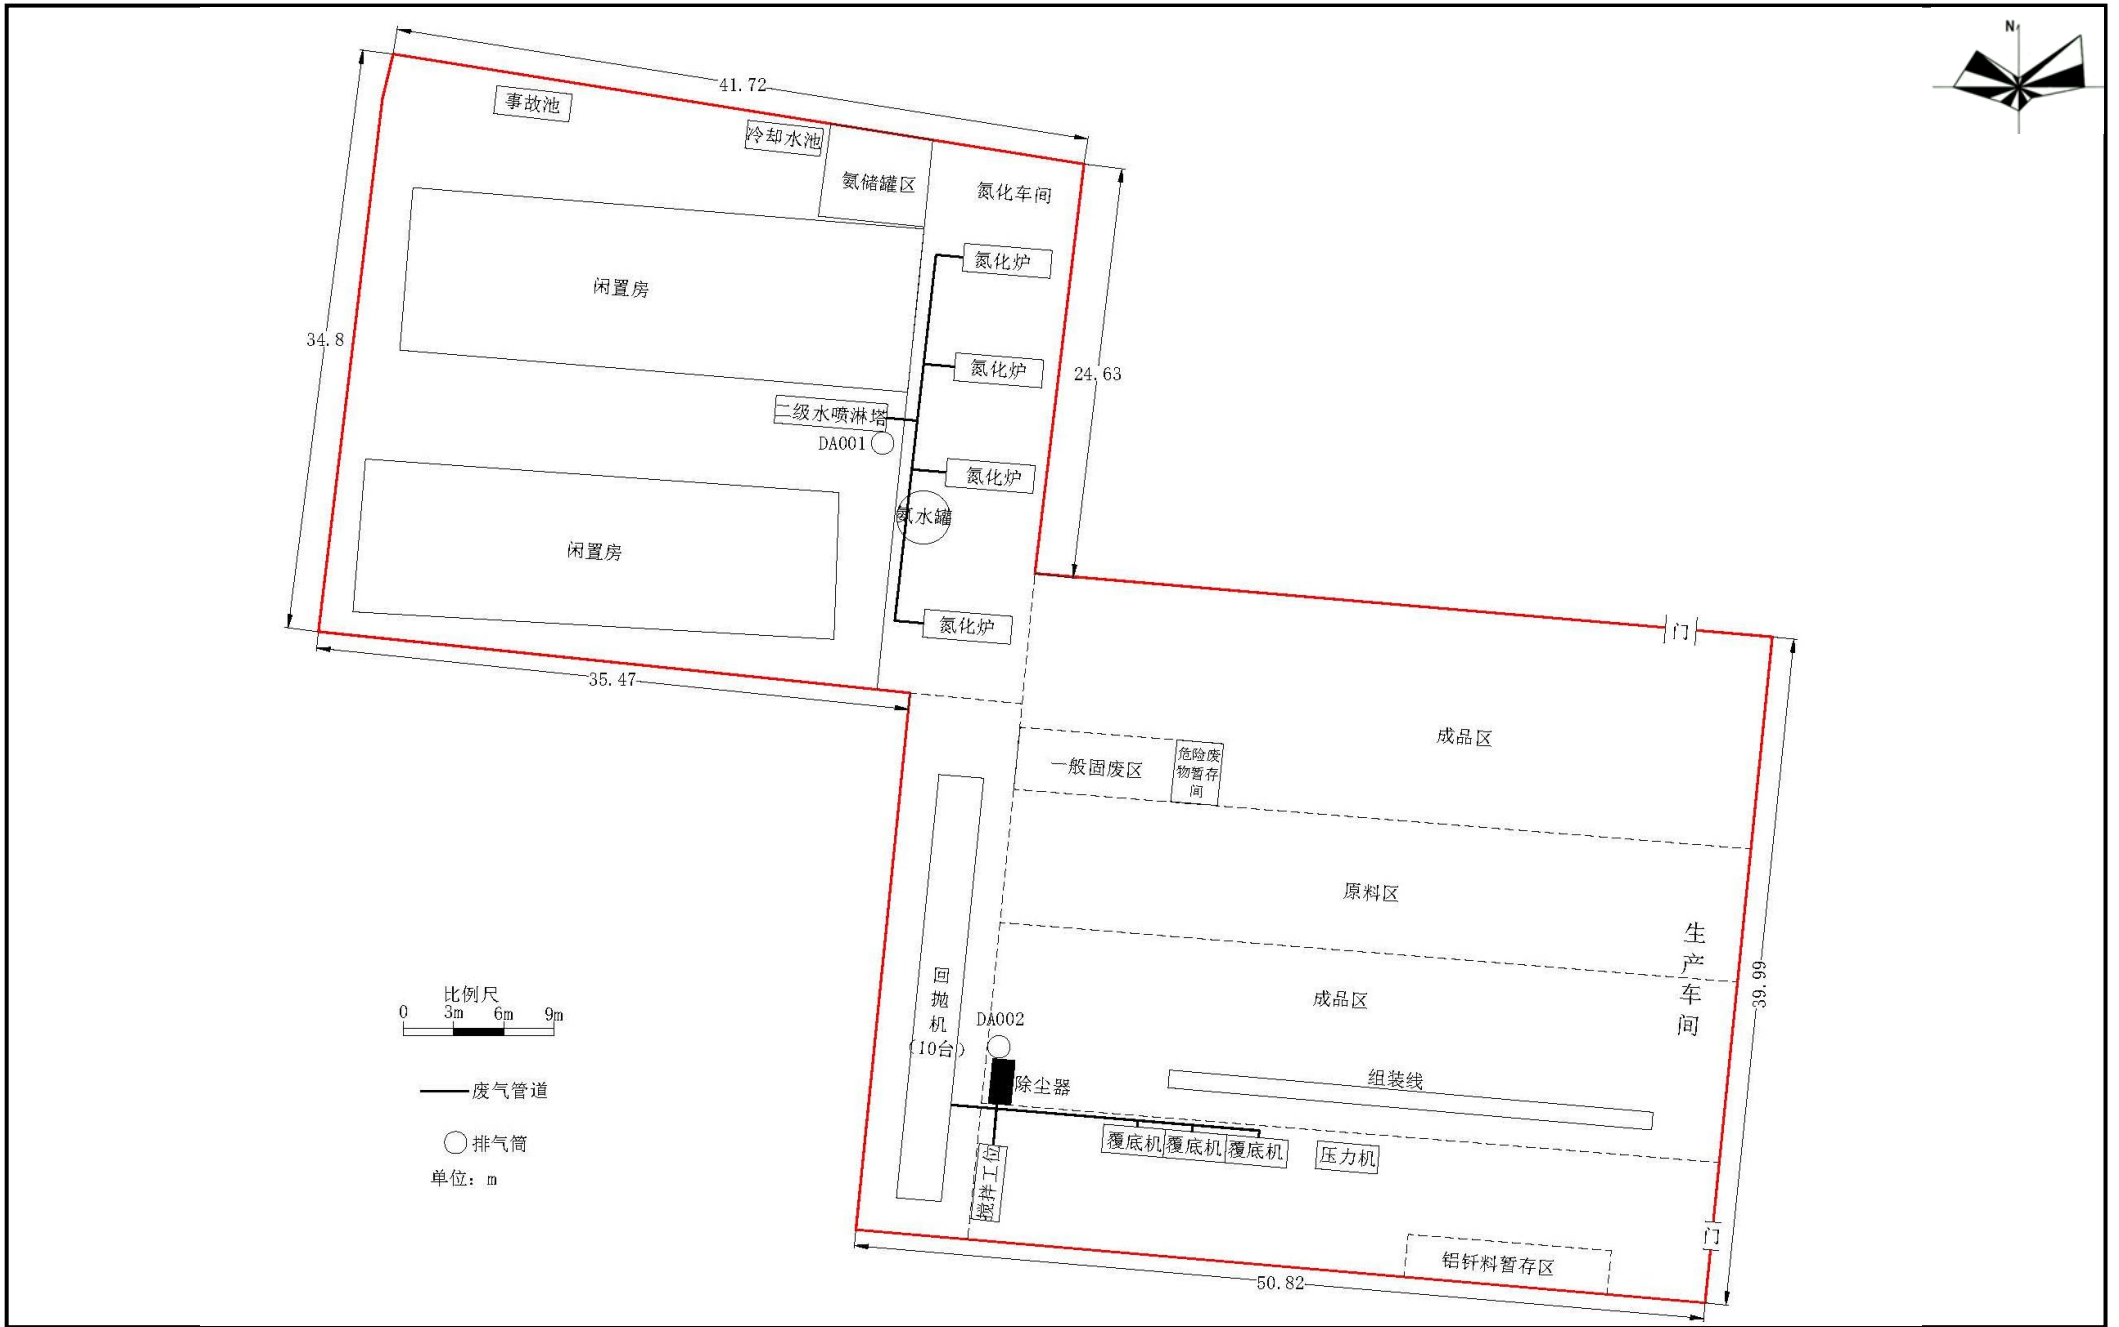 N
41.72
事故池
冷却水池
氨储罐区
氮化车间
氮化炉
闲置房
34.8
氮化炉
24.63
二级水喷淋塔
DA001
氮化炉
氨水罐
闲置房
氮化炉
门
35.47
成品区
一般固废区
危险废
物暂存
间
原料区
生
产
车
间
39.99
成品区
回
抛
机
(10台)
DA002
除尘器
组装线
覆底机
覆底机
覆底机
压力机
搅拌工位
门
铝钎料暂存区
50.82
比例尺
0 3m 6m 9m
废气管道
排气筒
单位：m